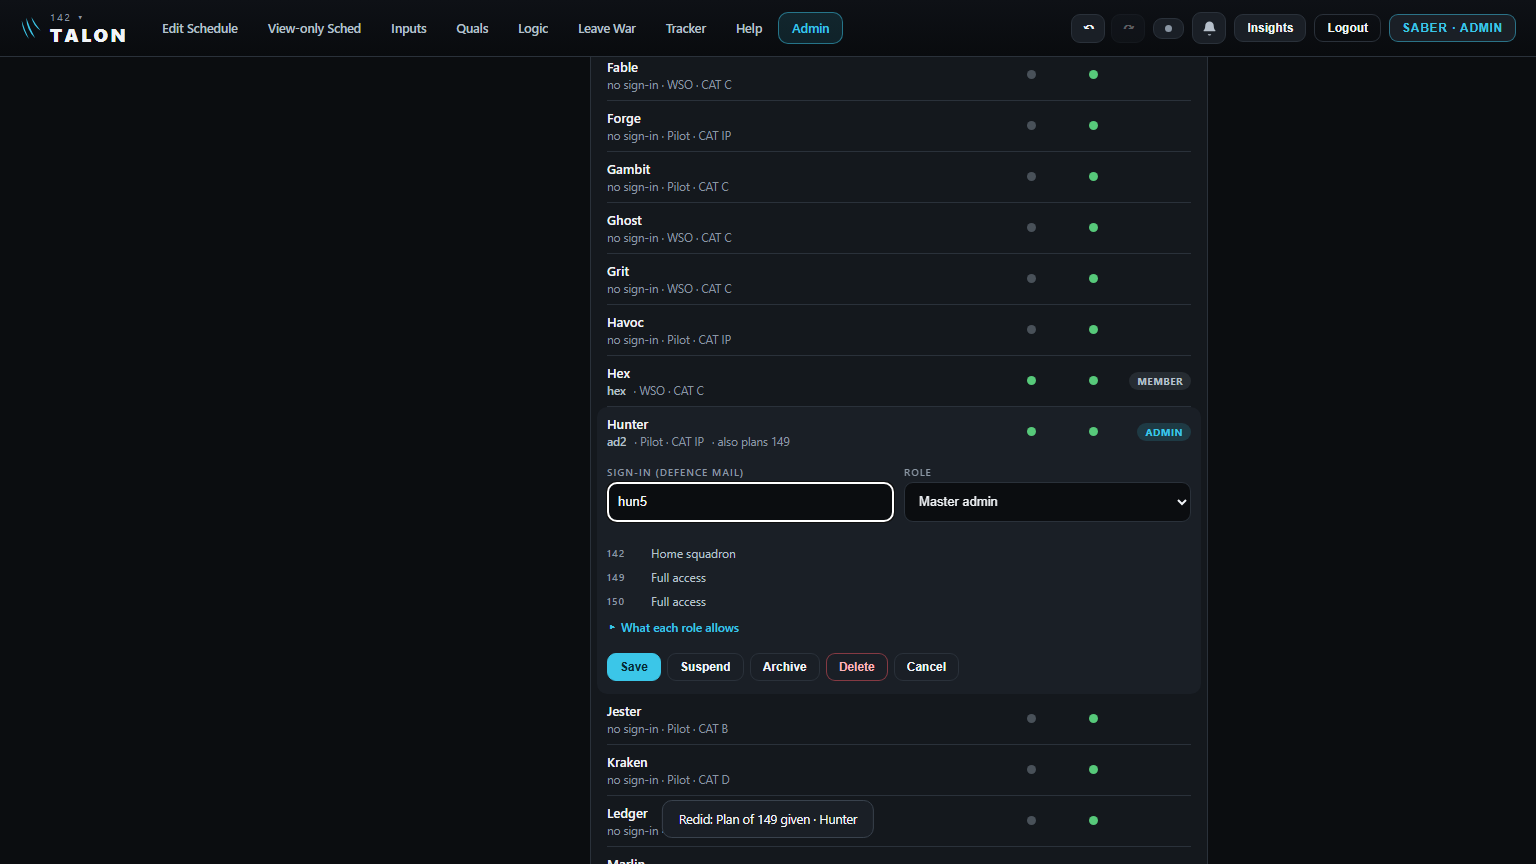 142 ▾
TALON
Edit Schedule
View-only Sched
Inputs
Quals
Logic
Leave War
Tracker
Help
Admin
Insights
Logout
SABER · ADMIN
Fable
no sign-in · WSO · CAT C
Forge
no sign-in · Pilot · CAT IP
Gambit
no sign-in · Pilot · CAT C
Ghost
no sign-in · WSO · CAT C
Grit
no sign-in · WSO · CAT C
Havoc
no sign-in · Pilot · CAT IP
Hex
hex · WSO · CAT C
MEMBER
Hunter
ad2 · Pilot · CAT IP · also plans 149
ADMIN
SIGN-IN (DEFENCE MAIL)
ROLE
hun5
Master admin
142 Home squadron
149 Full access
150 Full access
▸ What each role allows
Save
Suspend
Archive
Delete
Cancel
Jester
no sign-in · Pilot · CAT B
Kraken
no sign-in · Pilot · CAT D
Ledger
no sign-in ·
Redid: Plan of 149 given · Hunter
Marlin